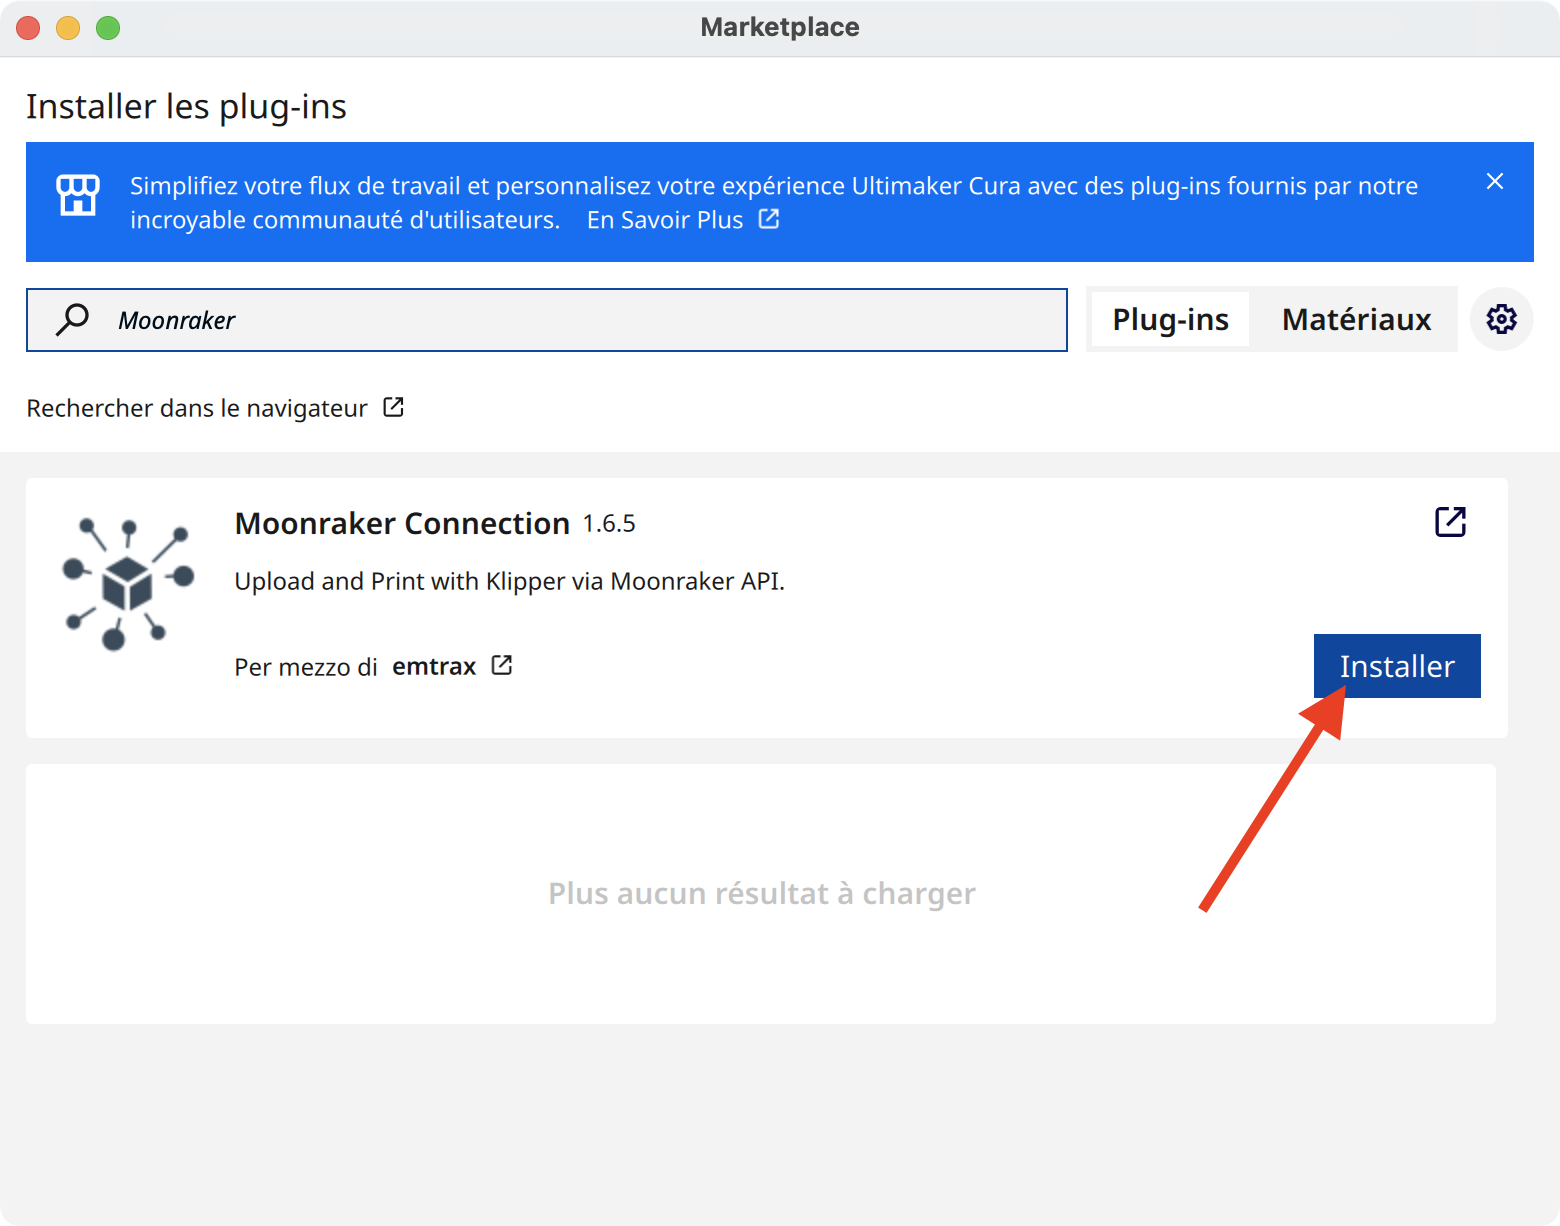 Marketplace
Installer les plug-ins
Simplifiez votre flux de travail et personnalisez votre expérience Ultimaker Cura avec des plug-ins fournis par notre
incroyable communauté d'utilisateurs. En Savoir Plus
Moonraker
Plug-ins
Matériaux
Rechercher dans le navigateur
Moonraker Connection 1.6.5
Upload and Print with Klipper via Moonraker API.
Per mezzo di emtrax
Installer
Plus aucun résultat à charger